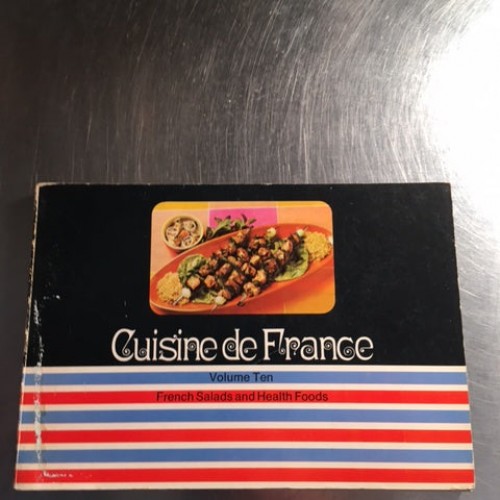 Cuisine de France
Volume Ten
French Salads and Health Foods